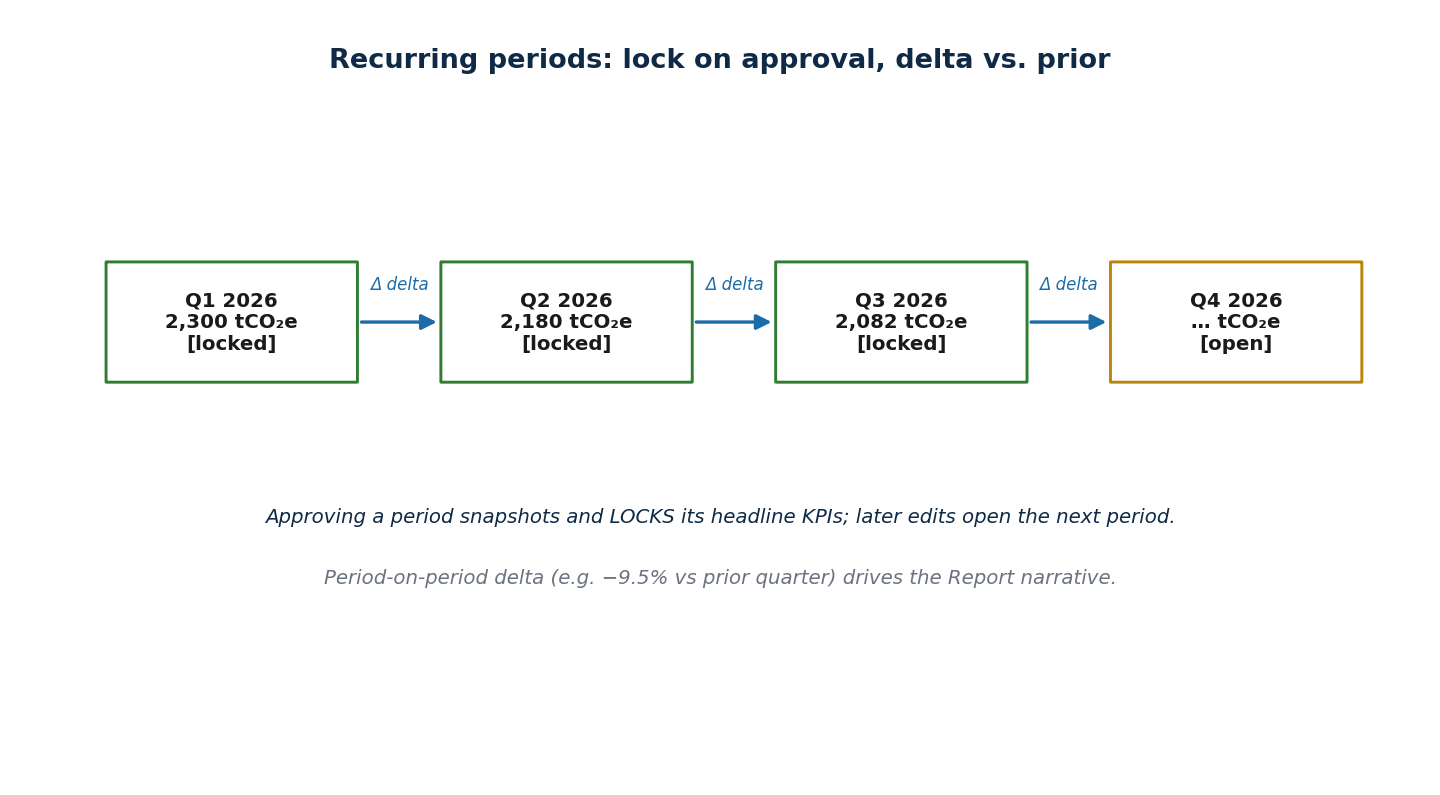 Recurring periods: lock on approval, delta vs. prior
Q1 2026
2,300 tCO₂e
[locked]
Δ delta
Q2 2026
2,180 tCO₂e
[locked]
Δ delta
Q3 2026
2,082 tCO₂e
[locked]
Δ delta
Q4 2026
… tCO₂e
[open]
Approving a period snapshots and LOCKS its headline KPIs; later edits open the next period.
Period-on-period delta (e.g. −9.5% vs prior quarter) drives the Report narrative.